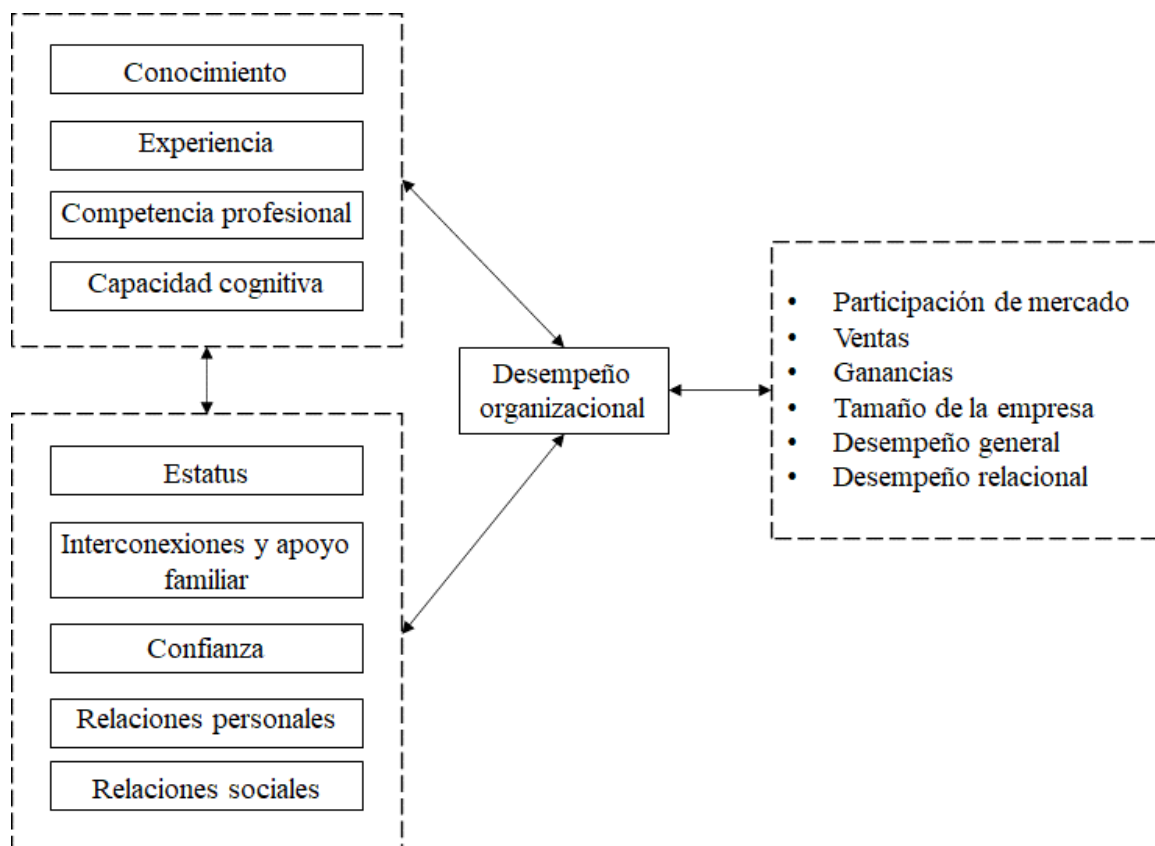 Conocimiento
Experiencia
Competencia profesional
Capacidad cognitiva
Estatus
Interconexiones y apoyo
familiar
Confianza
Relaciones personales
Relaciones sociales
Desempeño
organizacional
• Participación de mercado
• Ventas
• Ganancias
• Tamaño de la empresa
• Desempeño general
• Desempeño relacional